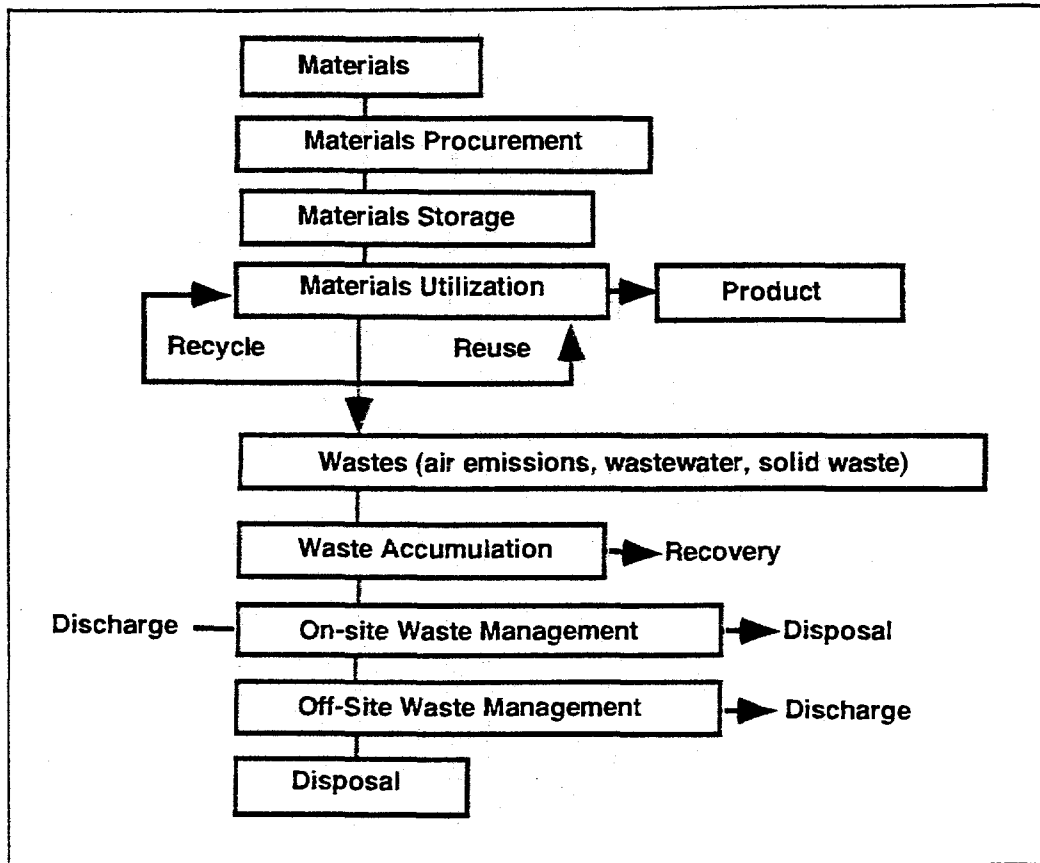 Materials
Materials Procurement
Materials Storage
Materials Utilization
Product
Recycle
Reuse
Wastes (air emissions, wastewater, solid waste)
Waste Accumulation
Recovery
Discharge
On-site Waste Management
Disposal
Off-Site Waste Management
Discharge
Disposal